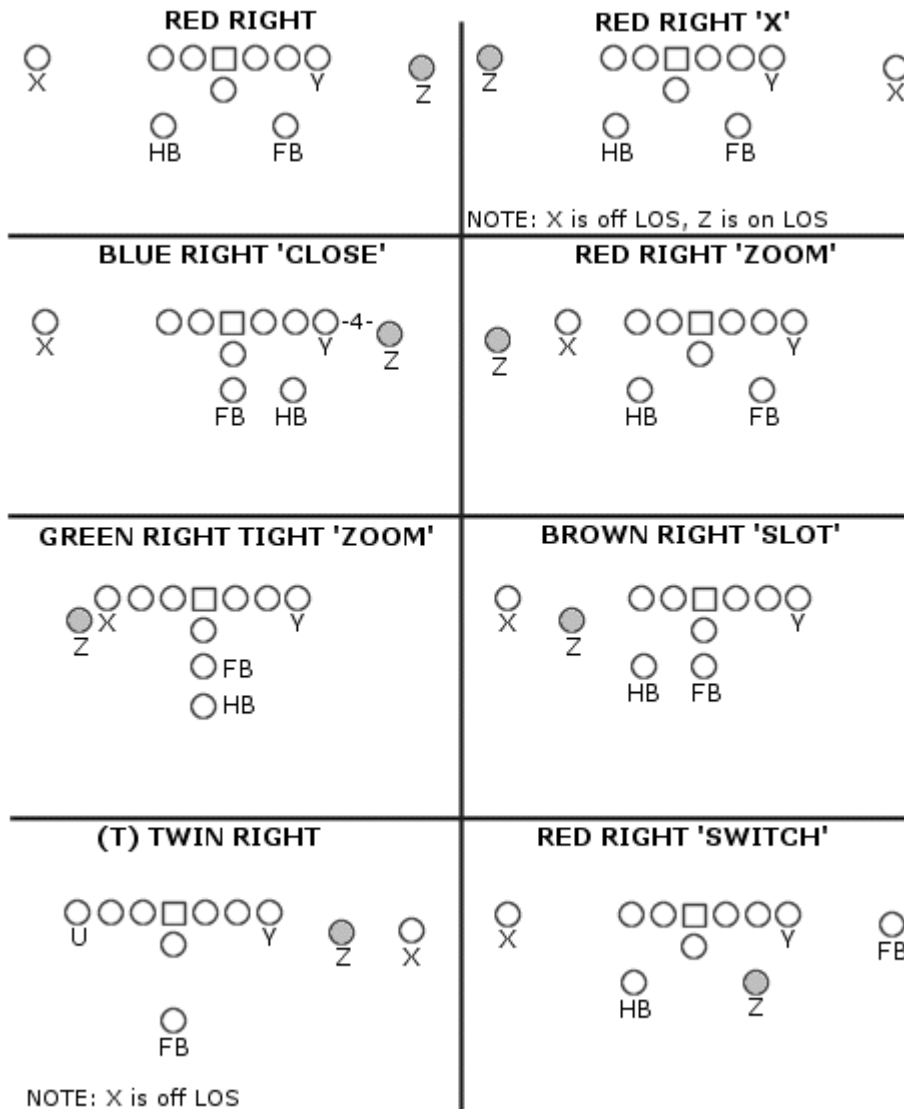 RED RIGHT
X
Y
Z
HB
FB
RED RIGHT 'X'
Z
Y
X
HB
FB
NOTE: X is off LOS, Z is on LOS
BLUE RIGHT 'CLOSE'
-4-
X
Y
Z
FB HB
RED RIGHT 'ZOOM'
Z
X
Y
HB
FB
GREEN RIGHT TIGHT 'ZOOM'
Z
X
Y
FB
HB
BROWN RIGHT 'SLOT'
X
Z
Y
HB FB
(T) TWIN RIGHT
U
Y
Z
X
FB
NOTE: X is off LOS
RED RIGHT 'SWITCH'
X
Y
FB
HB
Z